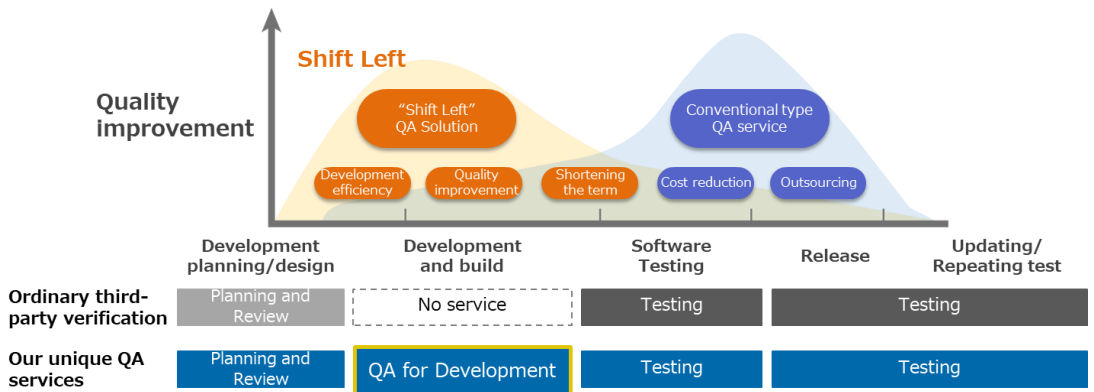 Shift Left
Quality
improvement
“Shift Left”
QA Solution
Conventional type
QA service
Development
efficiency
Quality
improvement
Shortening
the term
Cost reduction
Outsourcing
Development
planning/design
Development
and build
Software
Testing
Release
Updating/
Repeating test
Ordinary third-
party verification
Planning and
Review
No service
Testing
Testing
Our unique QA
services
Planning and
Review
QA for Development
Testing
Testing